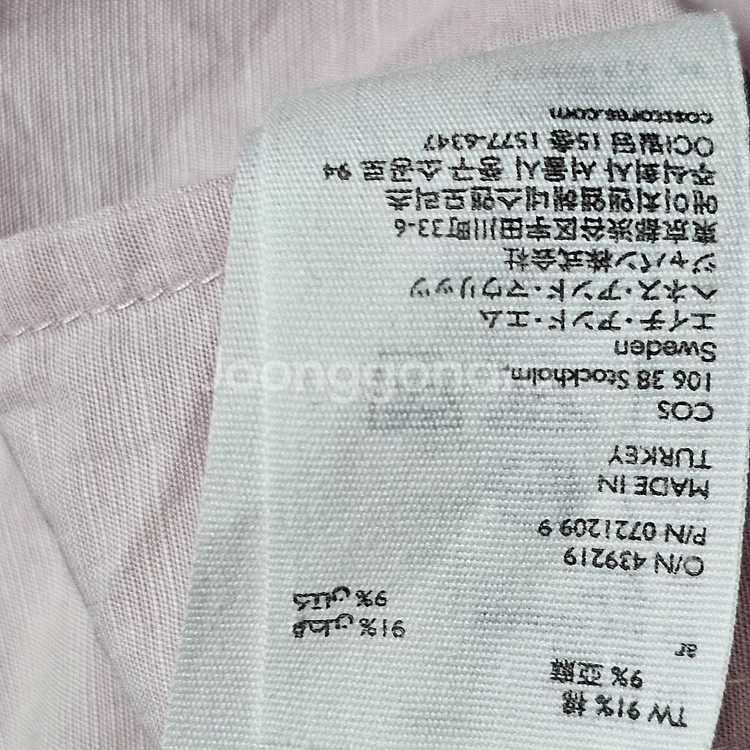 TW 91% 棉
9% 亞麻
ar
91% قطن
9% كتان
O/N 439219
P/N 0721209 9
MADE IN
TURKEY
COS
106 38 Stockholm,
Sweden
エイチ・アンド・エム
ヘネス・アンド・マウリッツ
ジャパン株式会社
東京都渋谷区宇田川町33-6
에이치앤엠헤네스앤모리츠
주식회사 서울시 중구 소공로 94
OCI빌딩 15층 1577-6347
cosstores.com